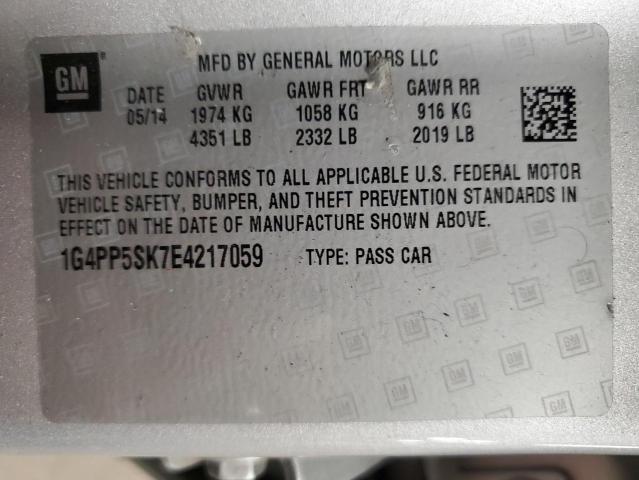 GM
MFD BY GENERAL MOTORS LLC
DATE GVWR GAWR FRT GAWR RR
05/14 1974 KG 1058 KG 916 KG
4351 LB 2332 LB 2019 LB
THIS VEHICLE CONFORMS TO ALL APPLICABLE U.S. FEDERAL MOTOR
VEHICLE SAFETY, BUMPER, AND THEFT PREVENTION STANDARDS IN
EFFECT ON THE DATE OF MANUFACTURE SHOWN ABOVE.
1G4PP5SK7E4217059 TYPE: PASS CAR